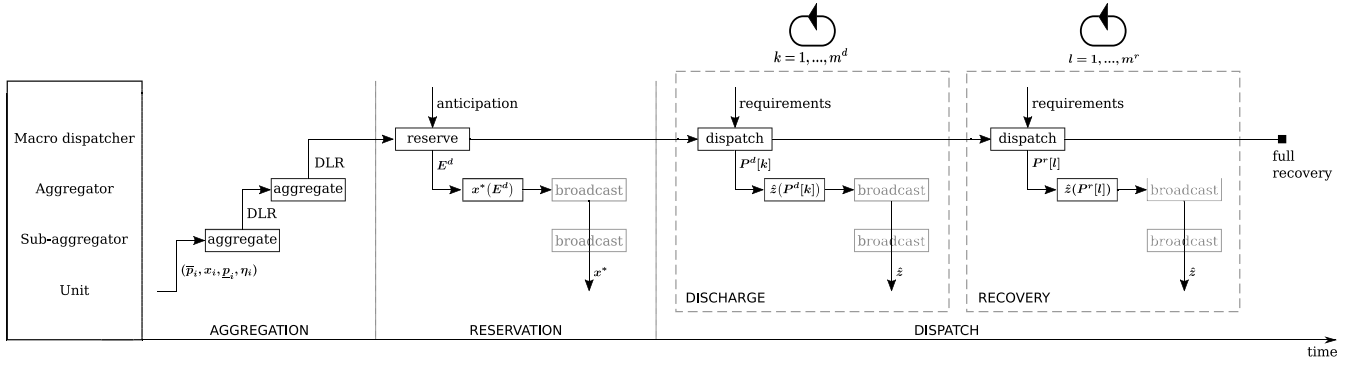 k = 1, ..., m^d
l = 1, ..., m^r
anticipation
requirements
requirements
Macro dispatcher
reserve
dispatch
dispatch
DLR
E^d
P^d[k]
P^r[l]
full
recovery
Aggregator
aggregate
x*(E^d)
broadcast
ẑ(P^d[k])
broadcast
ẑ(P^r[l])
broadcast
DLR
Sub-aggregator
aggregate
broadcast
broadcast
broadcast
(p̅_i, x_i, p̲_i, η_i)
x*
ẑ
ẑ
Unit
DISCHARGE
RECOVERY
AGGREGATION
RESERVATION
DISPATCH
time